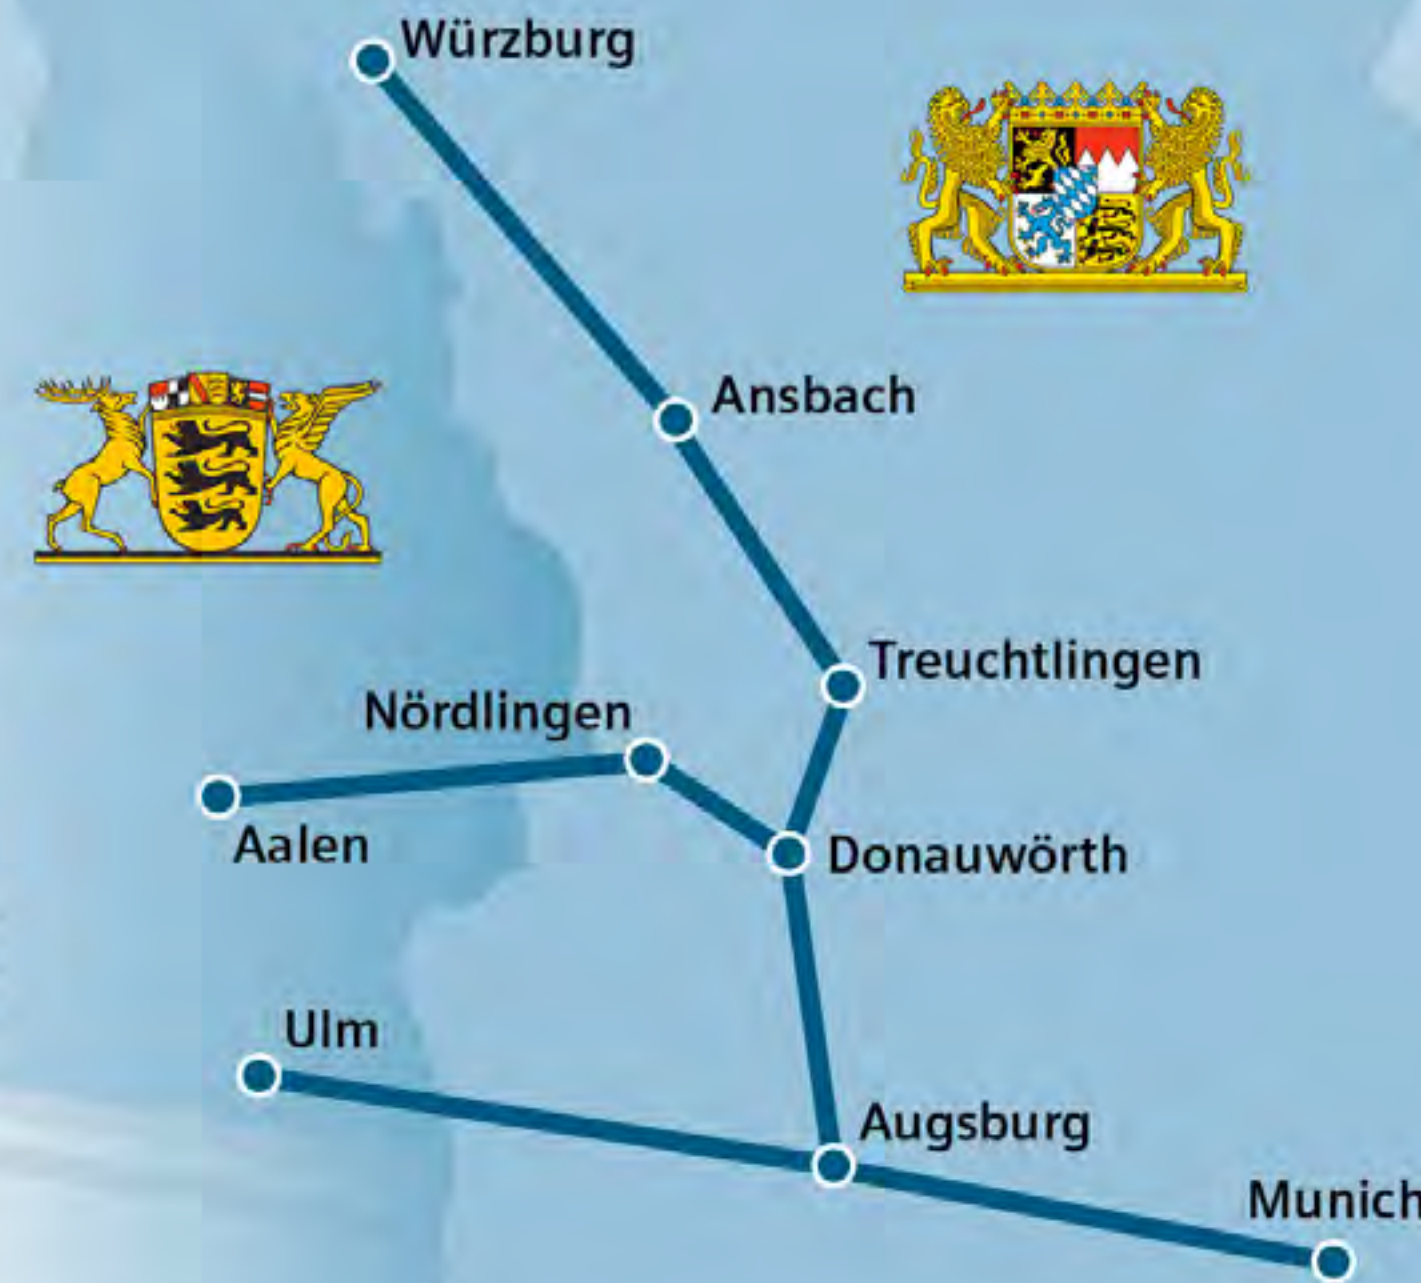 Würzburg
Ansbach
Treuchtlingen
Nördlingen
Aalen
Donauwörth
Ulm
Augsburg
Munich